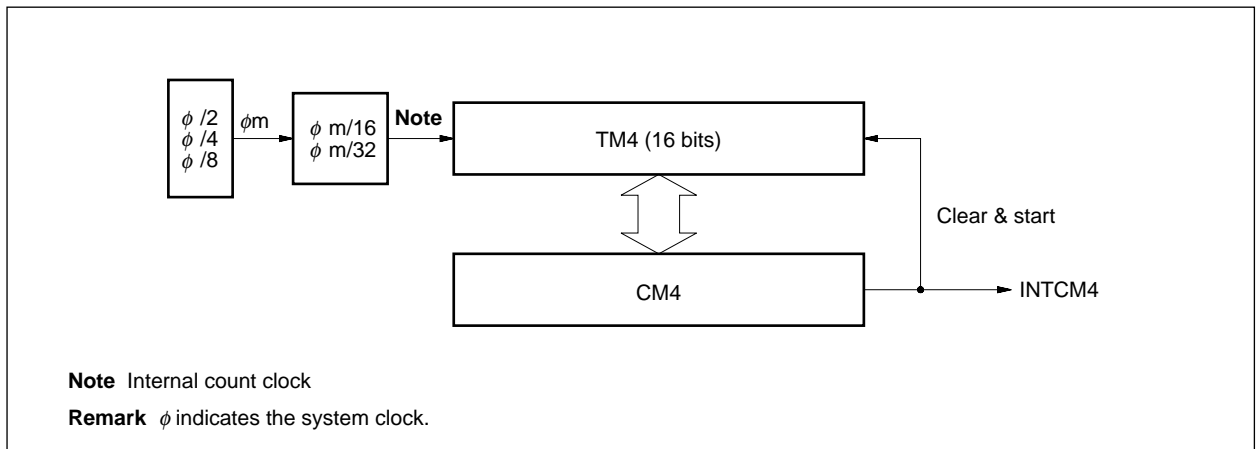 φ /2
φ /4
φ /8
φm
φ m/16
φ m/32
Note
TM4 (16 bits)
Clear & start
CM4
INTCM4
Note Internal count clock
Remark φ indicates the system clock.